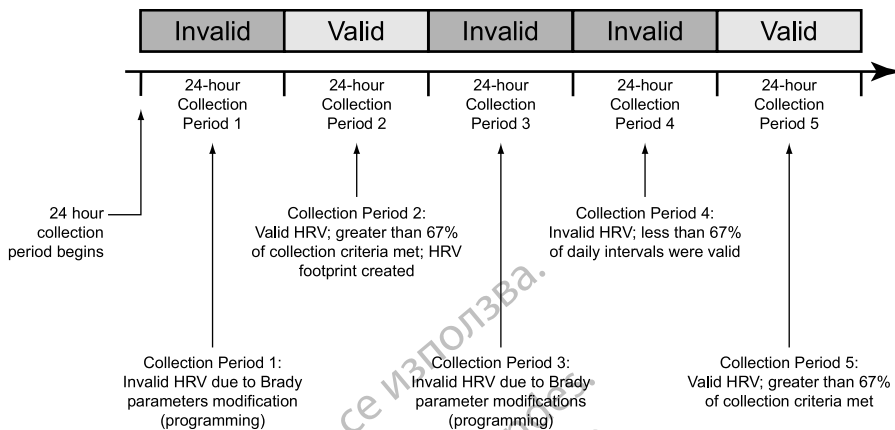 Invalid Valid Invalid Invalid Valid
24-hour
Collection
Period 1
24-hour
Collection
Period 2
24-hour
Collection
Period 3
24-hour
Collection
Period 4
24-hour
Collection
Period 5
24 hour
collection
period begins
Collection Period 2:
Valid HRV; greater than 67%
of collection criteria met; HRV
footprint created
Collection Period 4:
Invalid HRV; less than 67%
of daily intervals were valid
Collection Period 1:
Invalid HRV due to Brady
parameters modification
(programming)
Collection Period 3:
Invalid HRV due to Brady
parameter modifications
(programming)
Collection Period 5:
Valid HRV; greater than 67%
of collection criteria met
се използва.